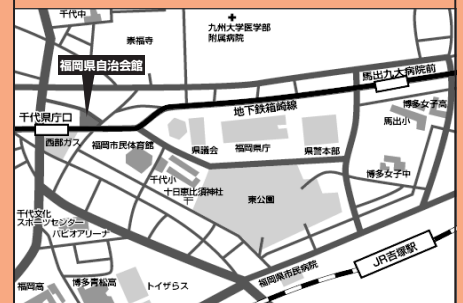 千代中
九州大学医学部
附属病院
崇福寺
福岡県自治会館
馬出九大病院前
地下鉄箱崎線
博多女子高
馬出小
千代県庁口
西部ガス
福岡市民体育館
県議会
福岡県庁
県警本部
千代小
十日恵比須神社
東公園
博多女子中
千代文化
スポーツセンター
パピオアリーナ
JR吉塚駅
福岡県市民病院
福岡高
博多青松高
トイザらス